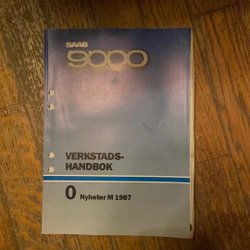 SAAB
9000
VERKSTADS-
HANDBOK
0 Nyheter M 1987